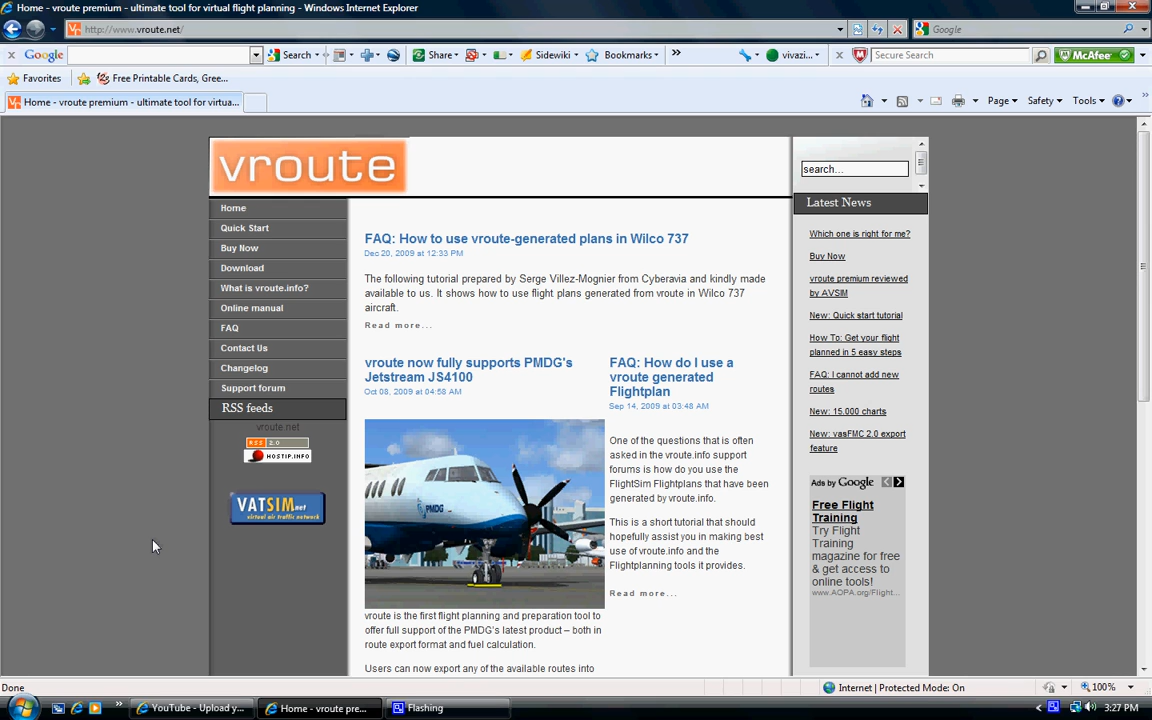 Home - vroute premium - ultimate tool for virtual flight planning - Windows Internet Explorer
http://www.vroute.net/
Google
Google
Search
Share
Sidewiki
Bookmarks
»
vivazi...
Secure Search
McAfee
Favorites
Free Printable Cards, Gree...
Home - vroute premium - ultimate tool for virtua...
Page
Safety
Tools
»
vroute
search...
Home
Quick Start
Buy Now
Download
What is vroute.info?
Online manual
FAQ
Contact Us
Changelog
Support forum
RSS feeds
vroute.net
RSS 2.0
HOSTIP.INFO
VATSIM.net
virtual air traffic network
FAQ: How to use vroute-generated plans in Wilco 737
Dec 20, 2009 at 12:33 PM
The following tutorial prepared by Serge Villez-Mognier from Cyberavia and kindly made
available to us. It shows how to use flight plans generated from vroute in Wilco 737
aircraft.
Read more...
vroute now fully supports PMDG's
Jetstream JS4100
Oct 08, 2009 at 04:58 AM
PMDG
vroute is the first flight planning and preparation tool to
offer full support of the PMDG's latest product – both in
route export format and fuel calculation.
Users can now export any of the available routes into
FAQ: How do I use a
vroute generated
Flightplan
Sep 14, 2009 at 03:48 AM
One of the questions that is often
asked in the vroute.info support
forums is how do you use the
FlightSim Flightplans that have been
generated by vroute.info.
This is a short tutorial that should
hopefully assist you in making best
use of vroute.info and the
Flightplanning tools it provides.
Read more...
Latest News
Which one is right for me?
Buy Now
vroute premium reviewed
by AVSIM
New: Quick start tutorial
How To: Get your flight
planned in 5 easy steps
FAQ: I cannot add new
routes
New: 15.000 charts
New: vasFMC 2.0 export
feature
Ads by Google
Free Flight
Training
Try Flight
Training
magazine for free
& get access to
online tools!
www.AOPA.org/Flight...
Done
Internet | Protected Mode: On
100%
YouTube - Upload y...
Home - vroute pre...
Flashing
3:27 PM